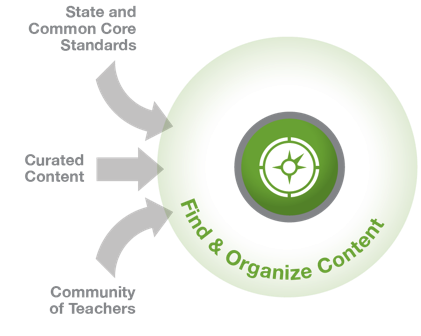 State and
Common Core
Standards
Curated
Content
Community
of Teachers
Find & Organize Content